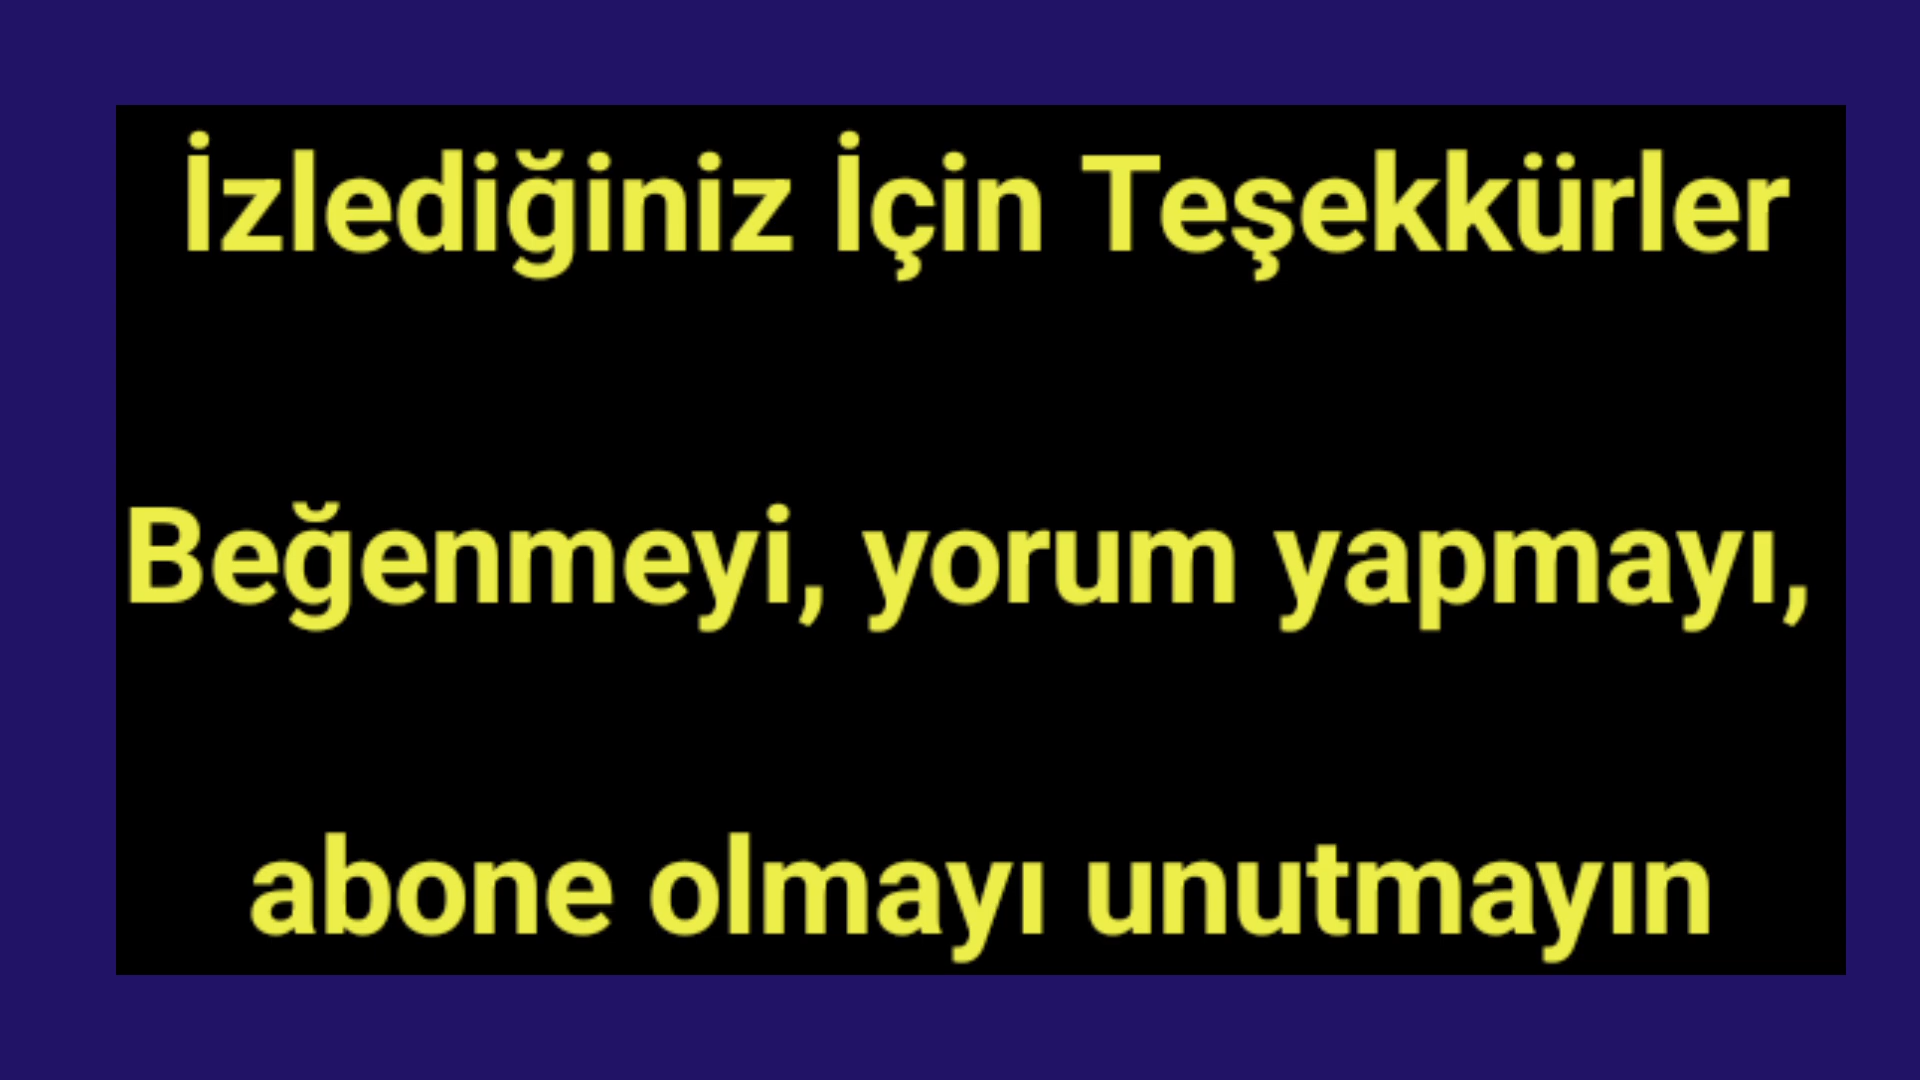 İzlediğiniz İçin Teşekkürler
Beğenmeyi, yorum yapmayı,
abone olmayı unutmayın